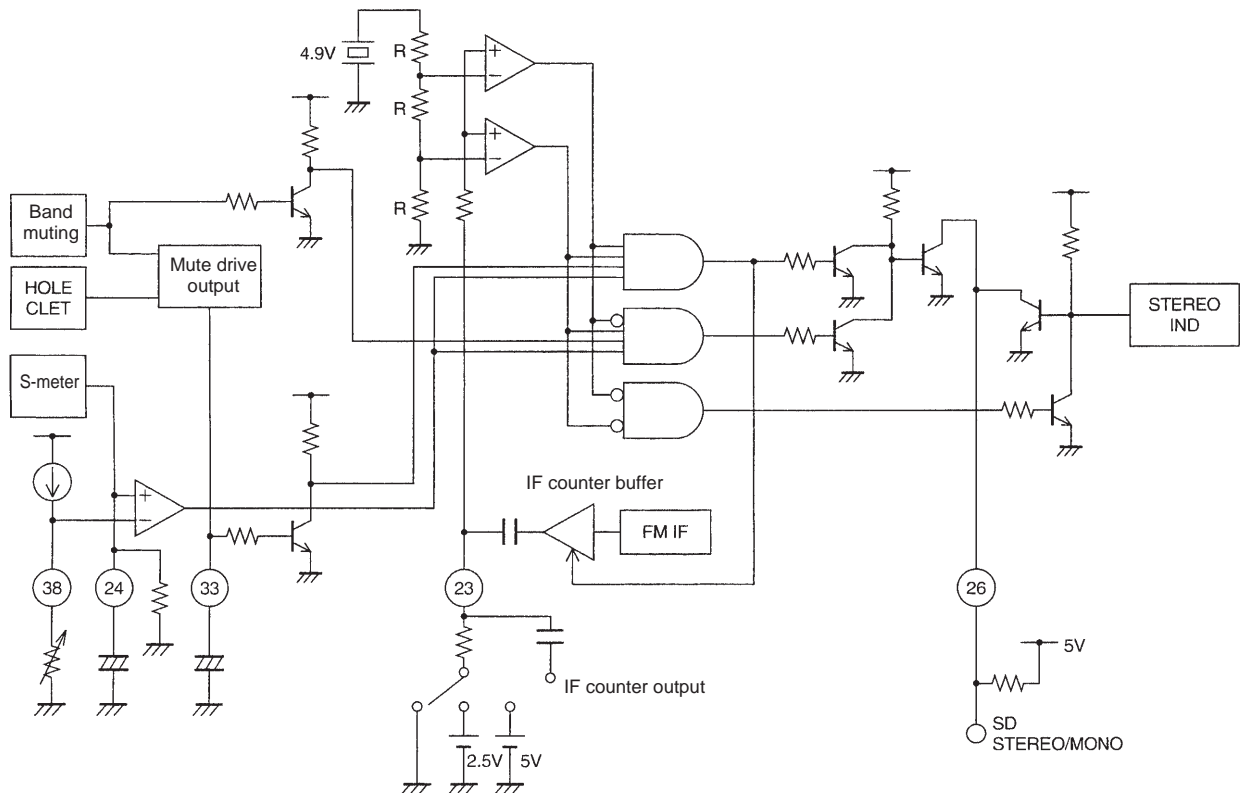 4.9V
R
+
−
R
+
−
R
Band
muting
HOLE
CLET
Mute drive
output
S-meter
+
−
STEREO
IND
IF counter buffer
FM IF
38
24
33
23
26
5V
IF counter output
SD
STEREO/MONO
2.5V
5V